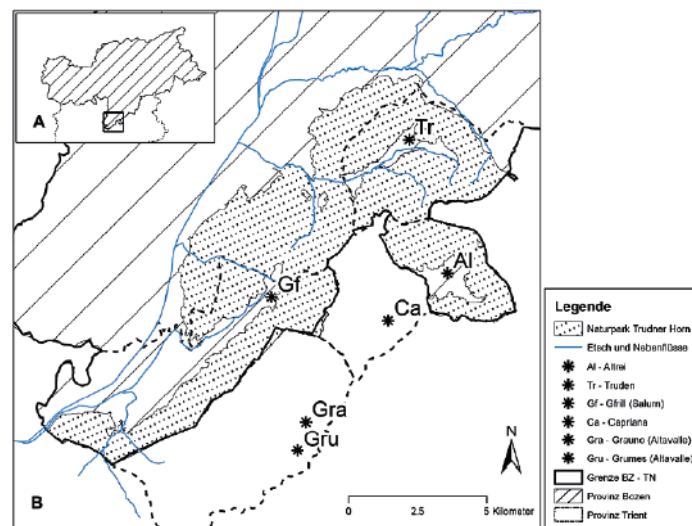 A
Tr
Al
Gf
Ca
Gra
Gru
N
B
0 2.5 5 Kilometer
Legende
Naturpark Trudner Horn
Etsch und Nebenflüsse
Al - Altrei
Tr - Truden
Gf - Gfrill (Salurn)
Ca - Capriana
Gra - Grauno (Altavalle)
Gru - Grumes (Altavalle)
Grenze BZ - TN
Provinz Bozen
Provinz Trient